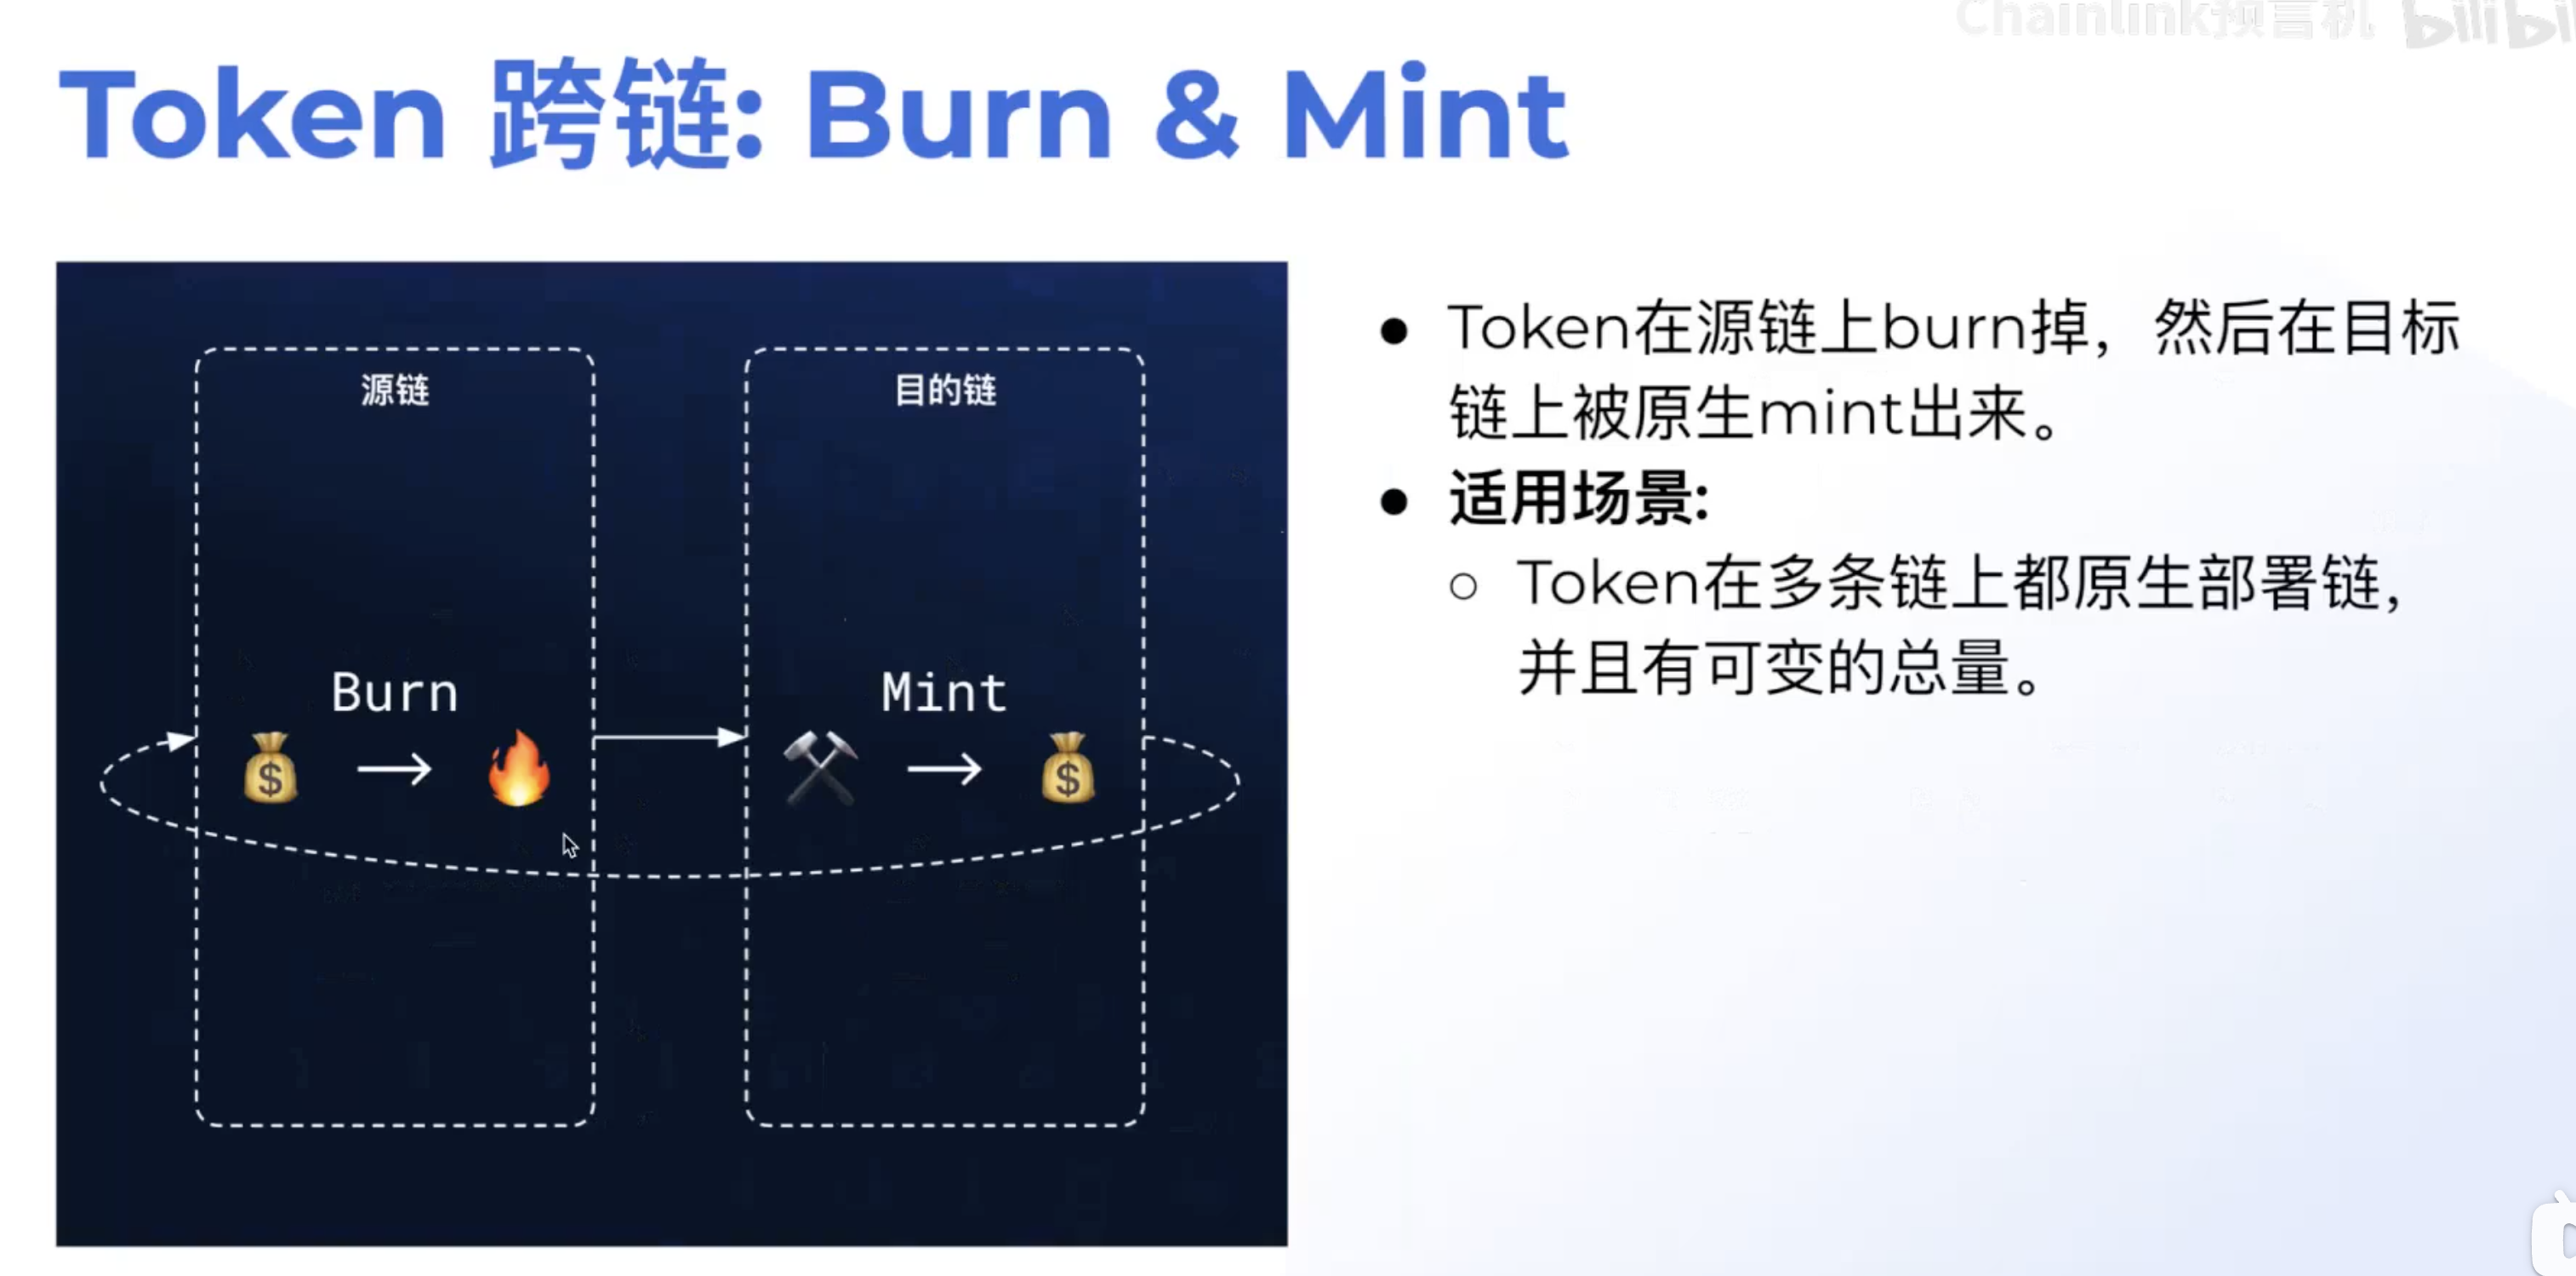 Chainlink预言机 bilibi
Token 跨链: Burn & Mint
源链
目的链
Burn
Mint
Token在源链上burn掉，然后在目标
链上被原生mint出来。
适用场景:
Token在多条链上都原生部署链，
并且有可变的总量。